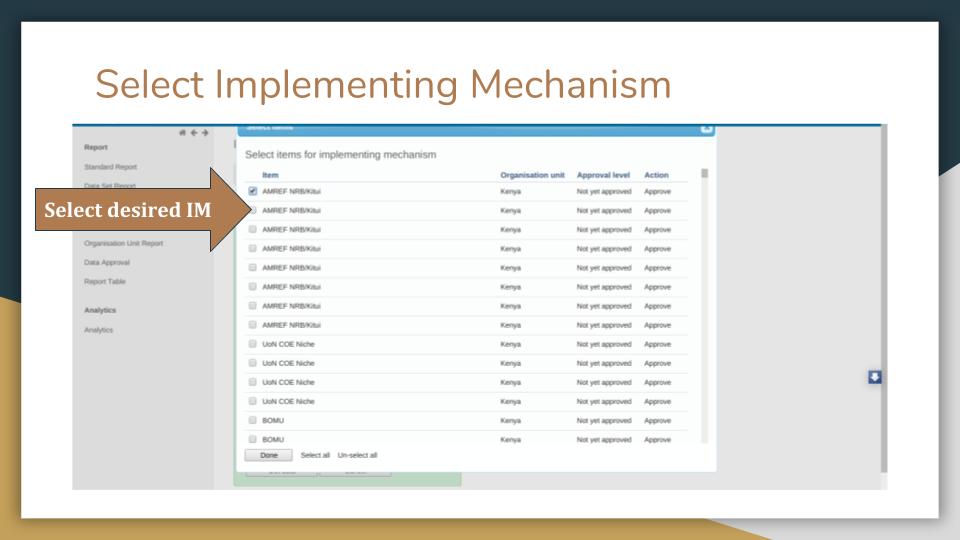 Select Implementing Mechanism
Select items
Report
Standard Report
Data Set Report
Select desired IM
Organisation Unit Report
Data Approval
Report Table
Analytics
Analytics
Select items for implementing mechanism
Item Organisation unit Approval level Action
AMREF NRB/Kitui Kenya Not yet approved Approve
AMREF NRB/Kitui Kenya Not yet approved Approve
AMREF NRB/Kitui Kenya Not yet approved Approve
AMREF NRB/Kitui Kenya Not yet approved Approve
AMREF NRB/Kitui Kenya Not yet approved Approve
AMREF NRB/Kitui Kenya Not yet approved Approve
AMREF NRB/Kitui Kenya Not yet approved Approve
AMREF NRB/Kitui Kenya Not yet approved Approve
UoN COE Niche Kenya Not yet approved Approve
UoN COE Niche Kenya Not yet approved Approve
UoN COE Niche Kenya Not yet approved Approve
UoN COE Niche Kenya Not yet approved Approve
BOMU Kenya Not yet approved Approve
BOMU Kenya Not yet approved Approve
Done Select all Un-select all